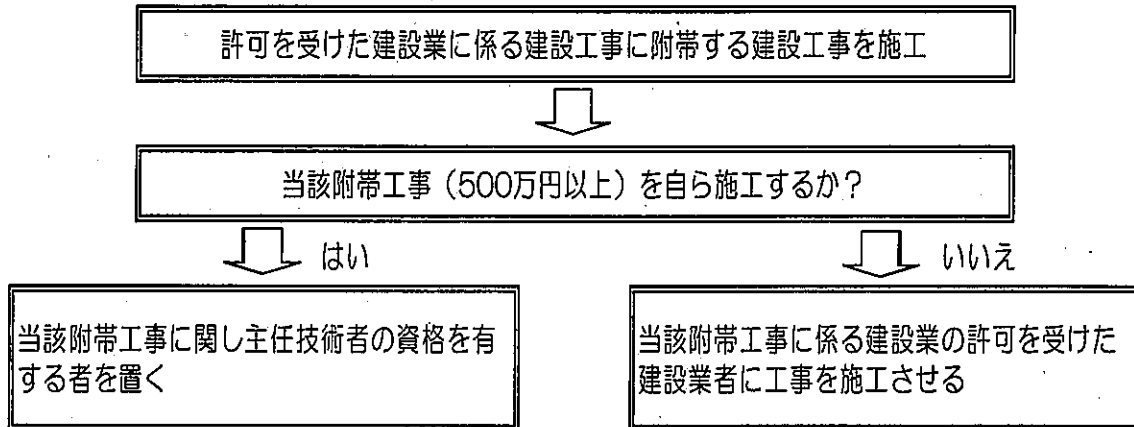 許可を受けた建設業に係る建設工事に附帯する建設工事を施工
当該附帯工事（500万円以上）を自ら施工するか？
はい
いいえ
当該附帯工事に関し主任技術者の資格を有
する者を置く
当該附帯工事に係る建設業の許可を受けた
建設業者に工事を施工させる